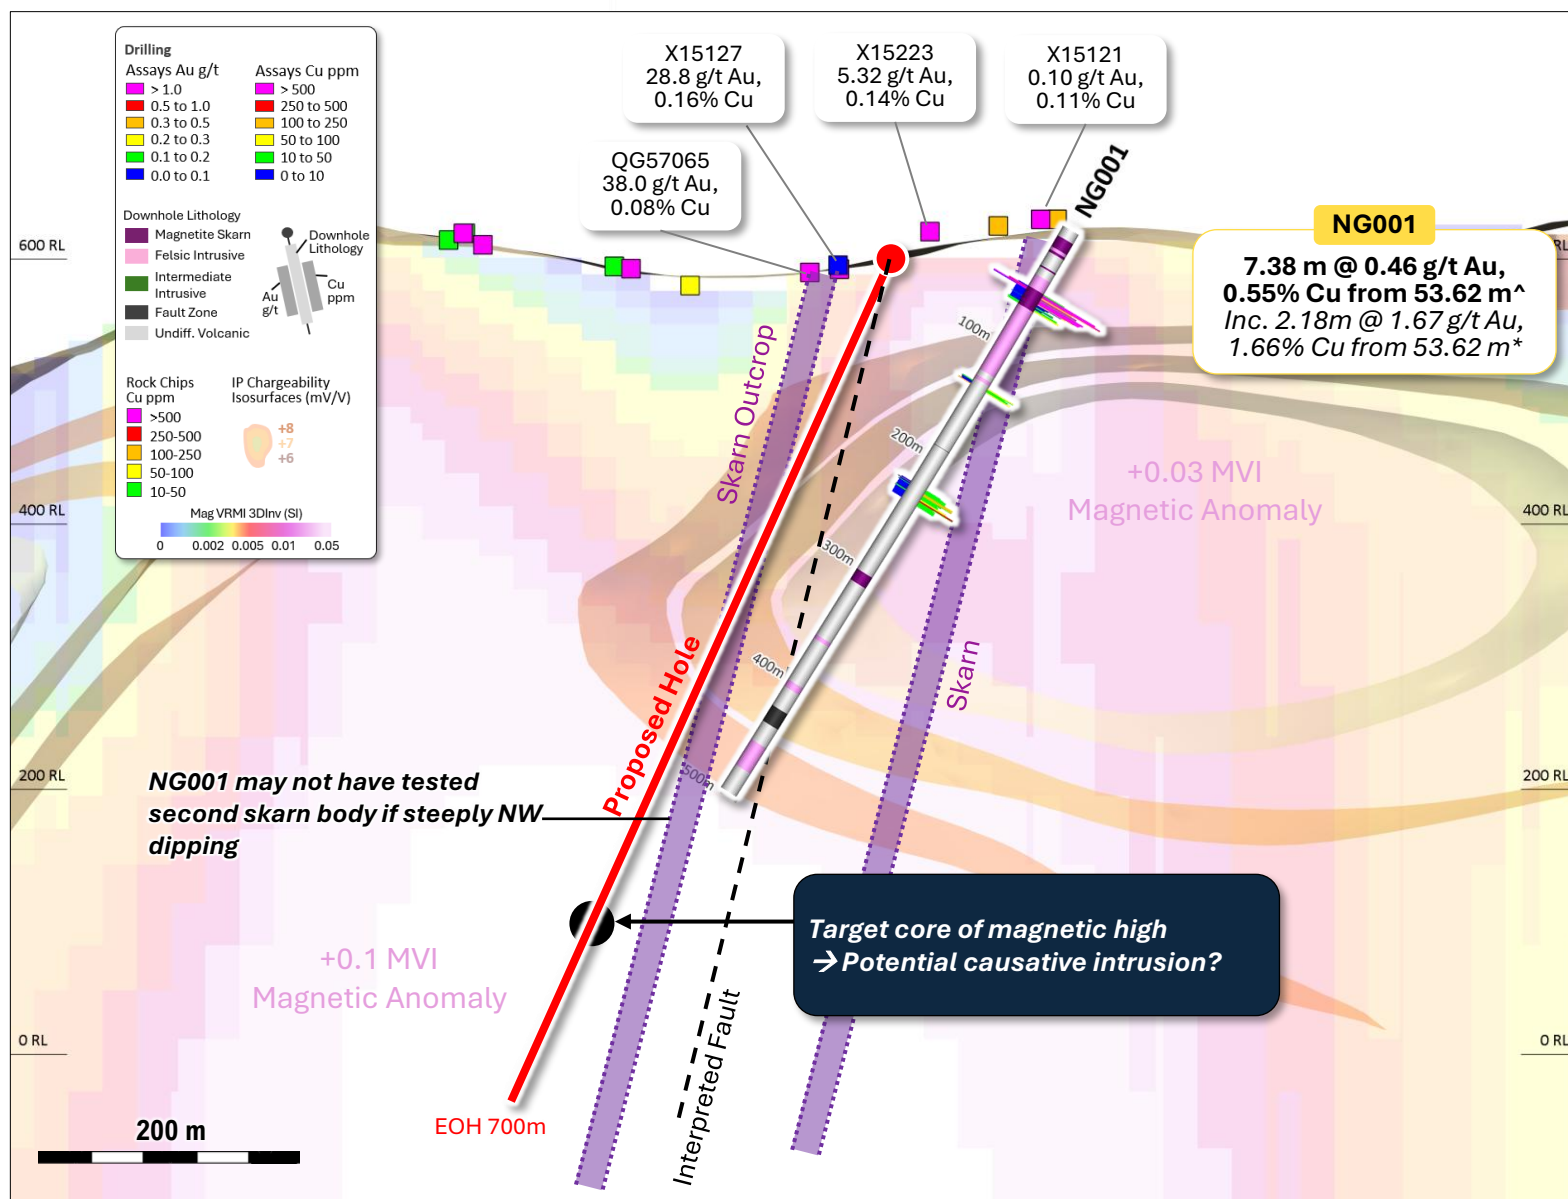 Drilling
Assays Au g/t
> 1.0
0.5 to 1.0
0.3 to 0.5
0.2 to 0.3
0.1 to 0.2
0.0 to 0.1
Assays Cu ppm
> 500
250 to 500
100 to 250
50 to 100
10 to 50
0 to 10
Downhole Lithology
Magnetite Skarn
Felsic Intrusive
Intermediate
Intrusive
Fault Zone
Undiff. Volcanic
Downhole
Lithology
Au
g/t
Cu
ppm
Rock Chips
Cu ppm
>500
250-500
100-250
50-100
10-50
IP Chargeability
Isosurfaces (mV/V)
+8
+7
+6
Mag VRMI 3DInv (SI)
0 0.002 0.005 0.01 0.05
X15127
28.8 g/t Au,
0.16% Cu
X15223
5.32 g/t Au,
0.14% Cu
X15121
0.10 g/t Au,
0.11% Cu
QG57065
38.0 g/t Au,
0.08% Cu
NG001
NG001
7.38 m @ 0.46 g/t Au,
0.55% Cu from 53.62 m^
Inc. 2.18m @ 1.67 g/t Au,
1.66% Cu from 53.62 m*
600 RL
RL
400 RL
400 RL
200 RL
200 RL
0 RL
0 RL
100m
200m
300m
400m
500m
Skarn Outcrop
Proposed Hole
Skarn
Interpreted Fault
+0.03 MVI
Magnetic Anomaly
NG001 may not have tested
second skarn body if steeply NW
dipping
Target core of magnetic high
→ Potential causative intrusion?
+0.1 MVI
Magnetic Anomaly
EOH 700m
200 m